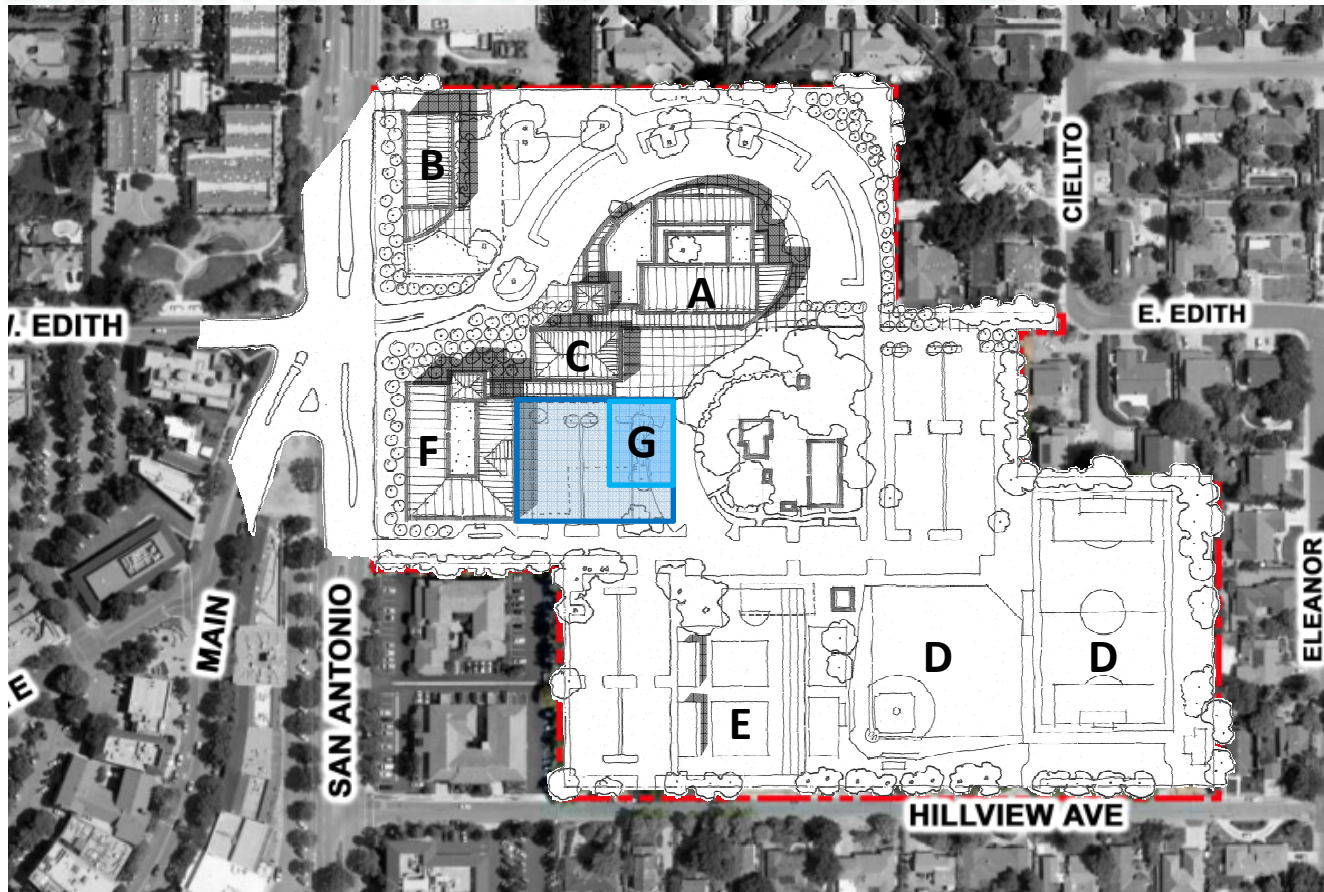 B
CIELITO
A
V. EDITH
E. EDITH
C
F
G
MAIN
SAN ANTONIO
D
D
ELEANOR
E
E
HILLVIEW AVE